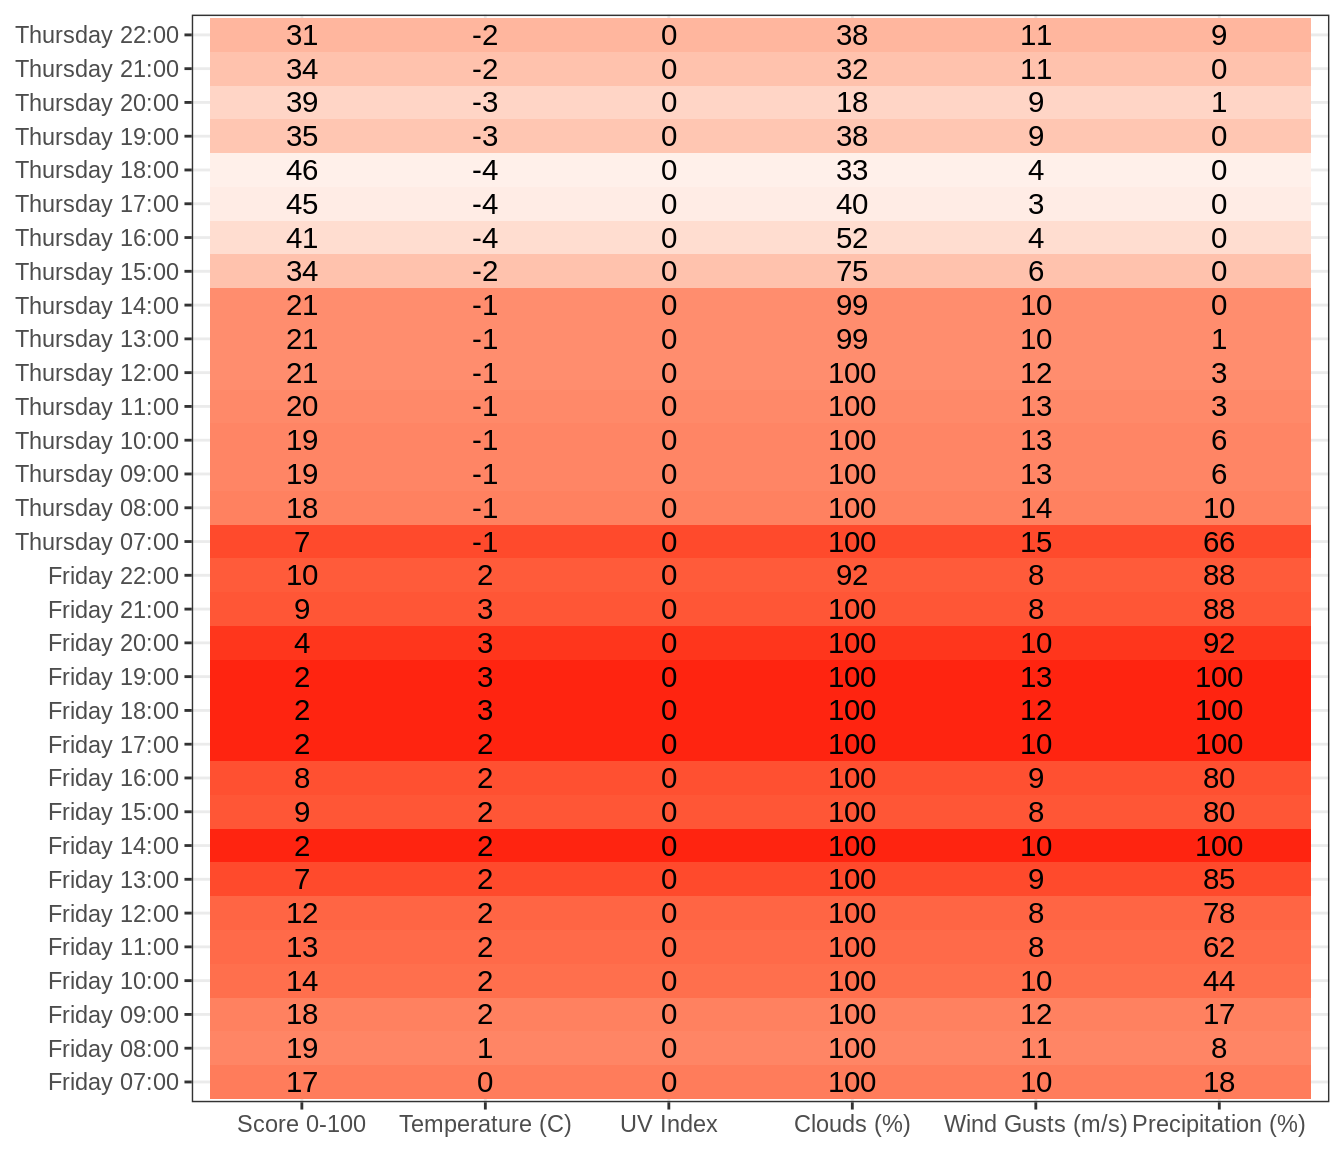 Thursday 22:00 31 -2 0 38 11 9
Thursday 21:00 34 -2 0 32 11 0
Thursday 20:00 39 -3 0 18 9 1
Thursday 19:00 35 -3 0 38 9 0
Thursday 18:00 46 -4 0 33 4 0
Thursday 17:00 45 -4 0 40 3 0
Thursday 16:00 41 -4 0 52 4 0
Thursday 15:00 34 -2 0 75 6 0
Thursday 14:00 21 -1 0 99 10 0
Thursday 13:00 21 -1 0 99 10 1
Thursday 12:00 21 -1 0 100 12 3
Thursday 11:00 20 -1 0 100 13 3
Thursday 10:00 19 -1 0 100 13 6
Thursday 09:00 19 -1 0 100 13 6
Thursday 08:00 18 -1 0 100 14 10
Thursday 07:00 7 -1 0 100 15 66
Friday 22:00 10 2 0 92 8 88
Friday 21:00 9 3 0 100 8 88
Friday 20:00 4 3 0 100 10 92
Friday 19:00 2 3 0 100 13 100
Friday 18:00 2 3 0 100 12 100
Friday 17:00 2 2 0 100 10 100
Friday 16:00 8 2 0 100 9 80
Friday 15:00 9 2 0 100 8 80
Friday 14:00 2 2 0 100 10 100
Friday 13:00 7 2 0 100 9 85
Friday 12:00 12 2 0 100 8 78
Friday 11:00 13 2 0 100 8 62
Friday 10:00 14 2 0 100 10 44
Friday 09:00 18 2 0 100 12 17
Friday 08:00 19 1 0 100 11 8
Friday 07:00 17 0 0 100 10 18
Score 0-100 Temperature (C) UV Index Clouds (%) Wind Gusts (m/s) Precipitation (%)